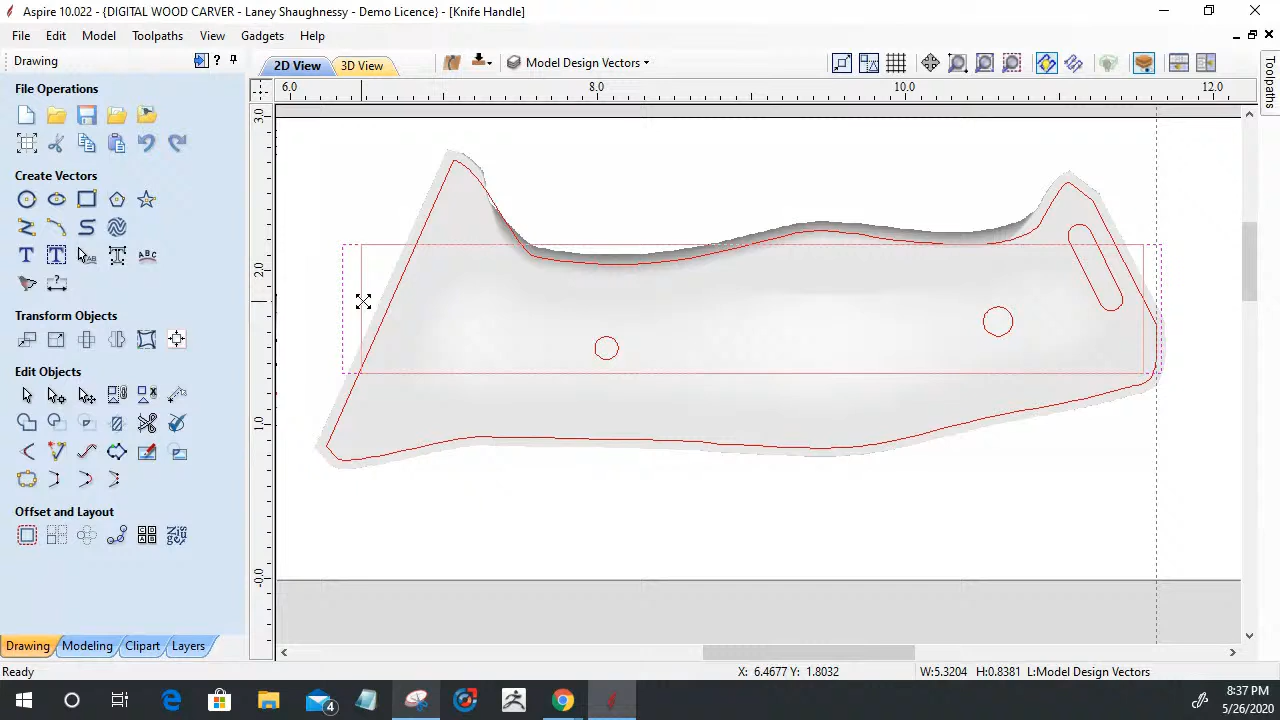 Aspire 10.022 - {DIGITAL WOOD CARVER - Laney Shaughnessy - Demo Licence} - [Knife Handle]
File Edit Model Toolpaths View Gadgets Help
Drawing
2D View
3D View
Model Design Vectors
File Operations
6.0 8.0 10.0 12.0
3.0
2.0
1.0
-0.0
Create Vectors
Transform Objects
Edit Objects
Offset and Layout
Toolpaths
Drawing Modeling Clipart Layers
Ready
X: 6.4677 Y: 1.8032
W:5.3204 H:0.8381 L:Model Design Vectors
4
8:37 PM
5/26/2020